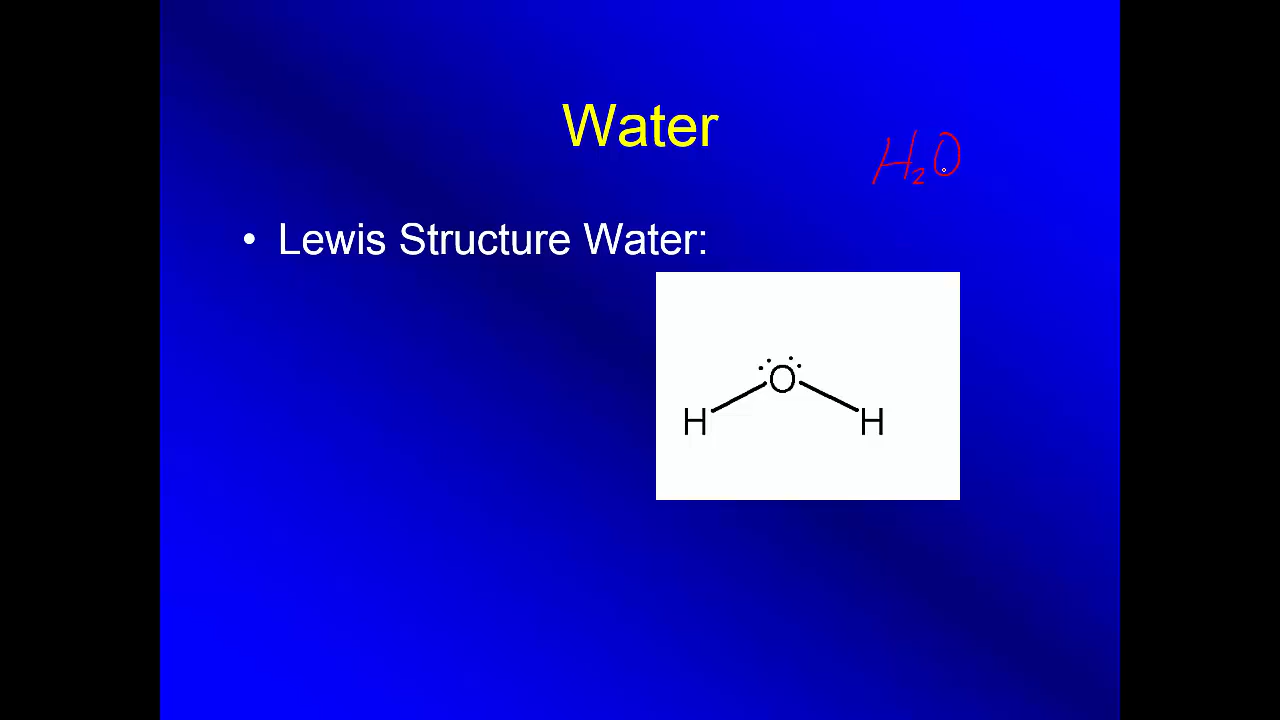 Water
H₂O
• Lewis Structure Water:
O
H H